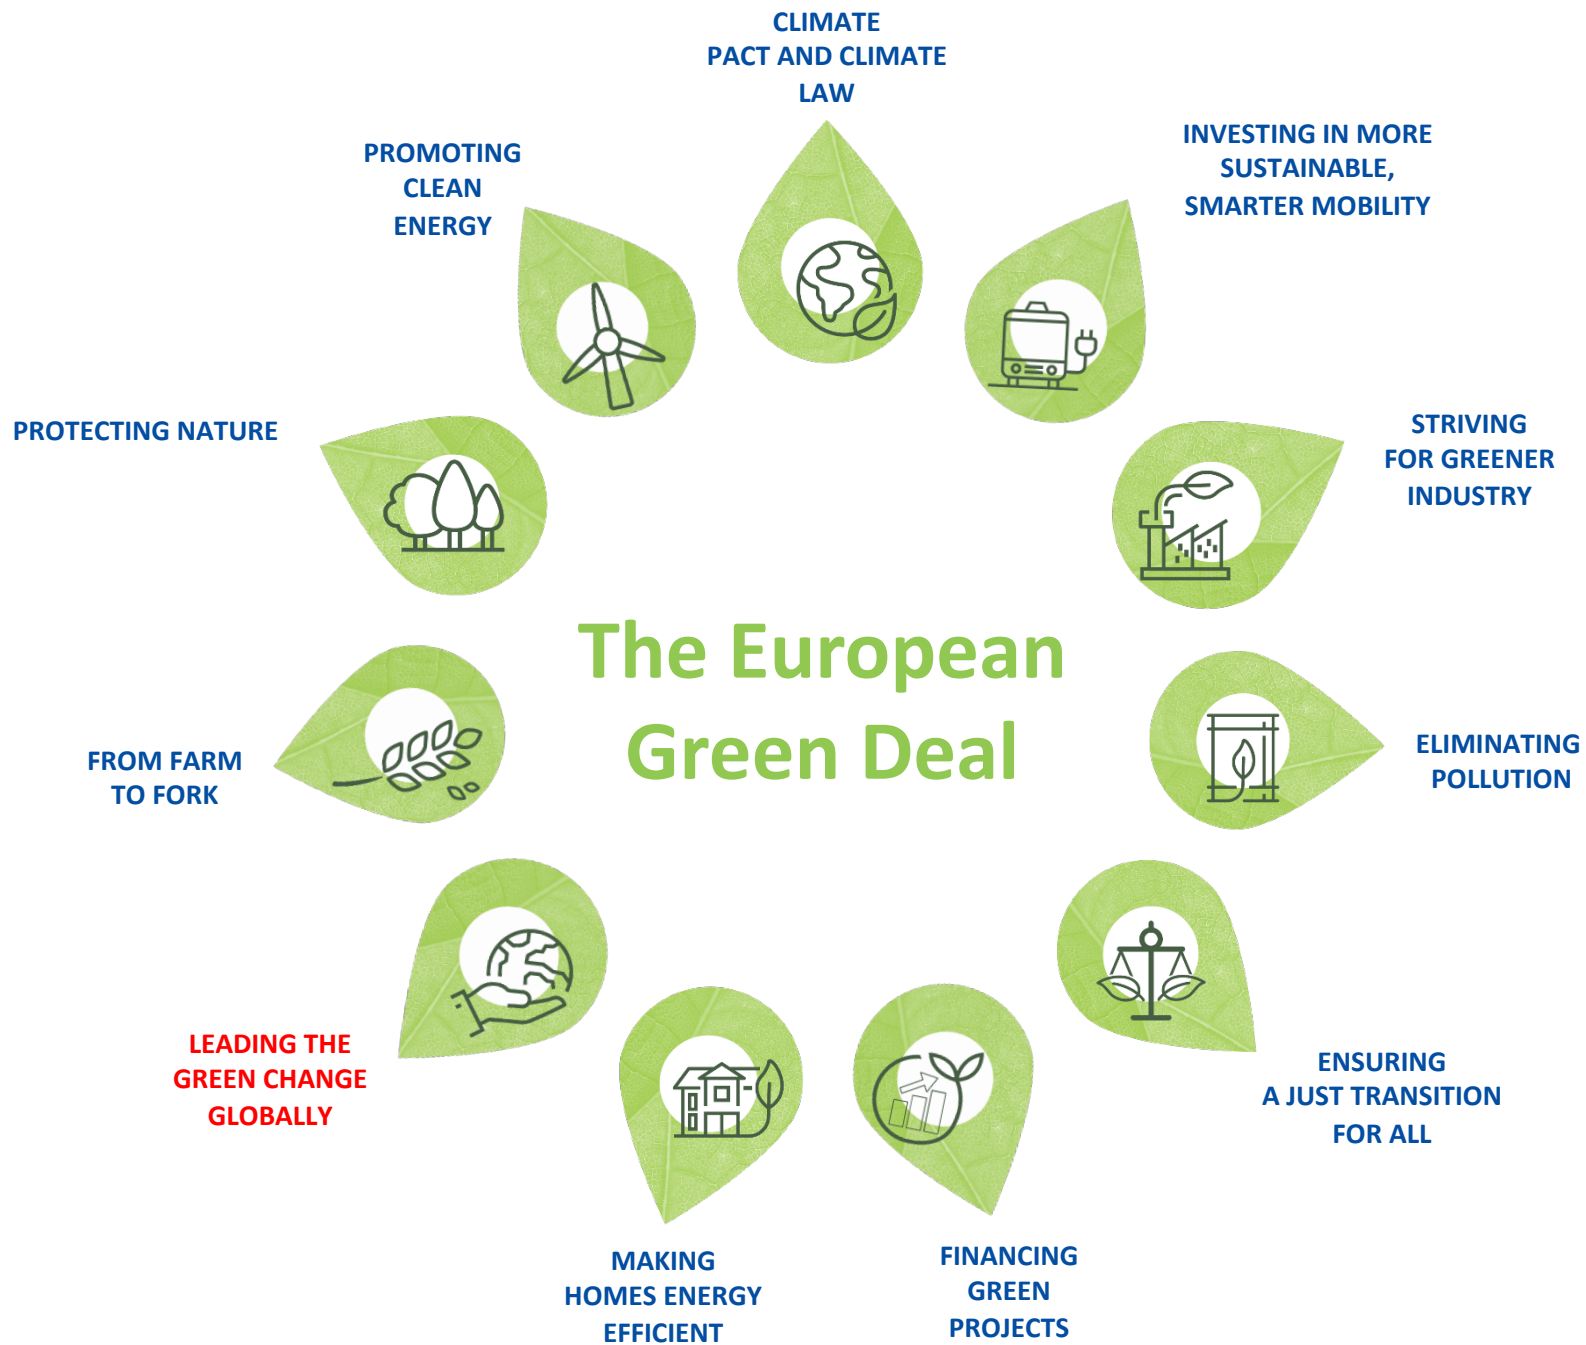 CLIMATE
PACT AND CLIMATE
LAW
INVESTING IN MORE
SUSTAINABLE,
SMARTER MOBILITY
PROMOTING
CLEAN
ENERGY
PROTECTING NATURE
STRIVING
FOR GREENER
INDUSTRY
The European
Green Deal
FROM FARM
TO FORK
ELIMINATING
POLLUTION
LEADING THE
GREEN CHANGE
GLOBALLY
ENSURING
A JUST TRANSITION
FOR ALL
MAKING
HOMES ENERGY
EFFICIENT
FINANCING
GREEN
PROJECTS